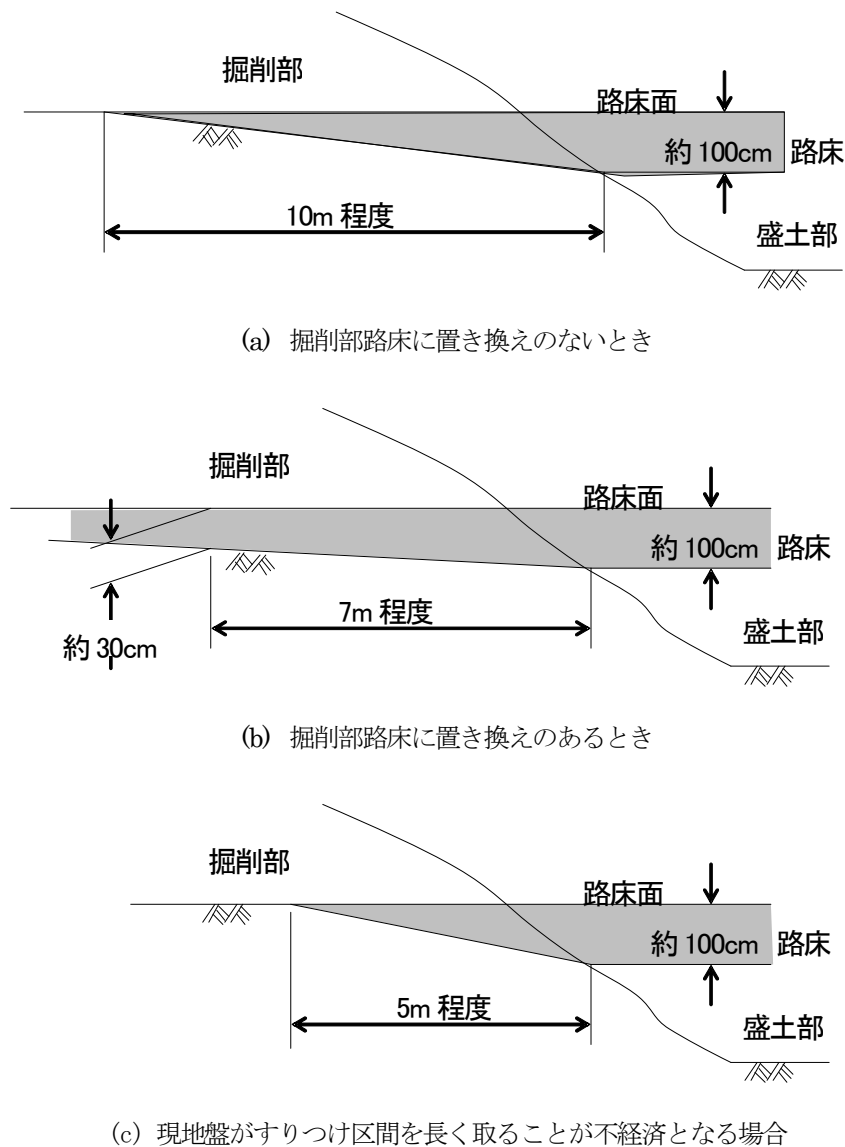 掘削部
路床面
約100cm 路床
10m 程度
盛土部
(a) 掘削部路床に置き換えのないとき
掘削部
路床面
約100cm 路床
7m 程度
約30cm
盛土部
(b) 掘削部路床に置き換えのあるとき
掘削部
路床面
約100cm 路床
5m 程度
盛土部
(c) 現地盤がすりつけ区間を長く取ることが不経済となる場合